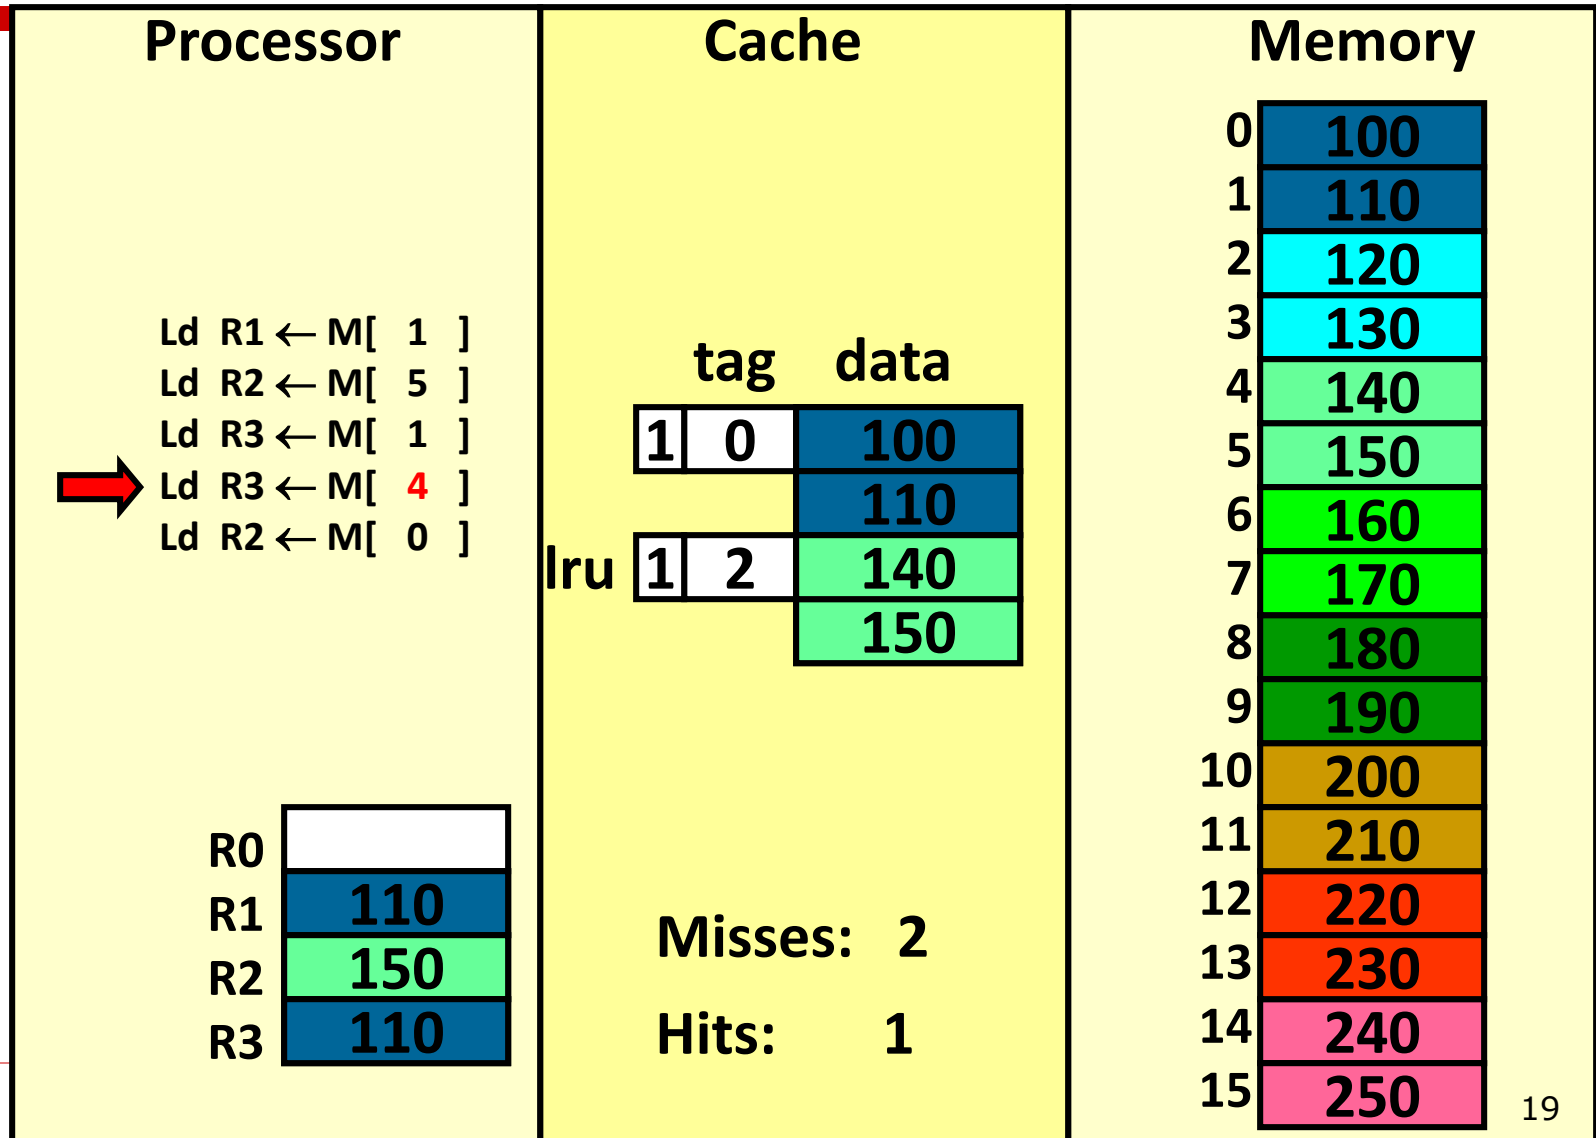 Processor
Ld R1 ← M[ 1 ]
Ld R2 ← M[ 5 ]
Ld R3 ← M[ 1 ]
Ld R3 ← M[ 4 ]
Ld R2 ← M[ 0 ]
R0
R1 110
R2 150
R3 110
Cache
tag data
1 0 100
110
lru 1 2 140
150
Misses: 2
Hits: 1
Memory
0 100
1 110
2 120
3 130
4 140
5 150
6 160
7 170
8 180
9 190
10 200
11 210
12 220
13 230
14 240
15 250
19